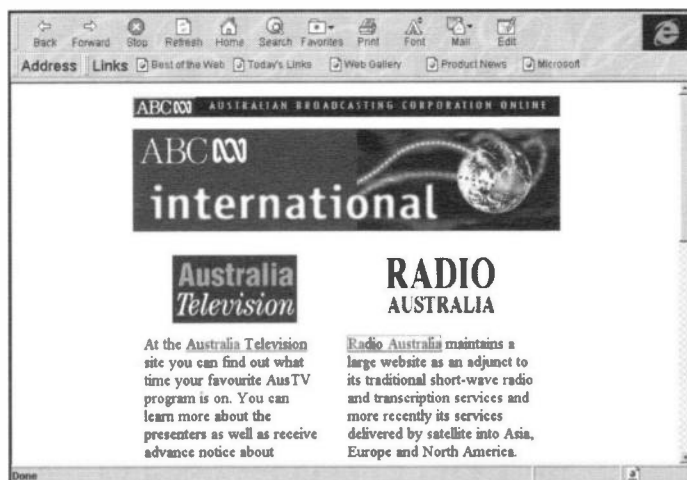 Back Forward Stop Refresh Home Search Favorites Print Font Mail Edit
Address Links Best of the Web Today's Links Web Gallery Product News Microsoft
ABC AUSTRALIAN BROADCASTING CORPORATION ONLINE
ABC
international
Australia
Television
RADIO
AUSTRALIA
At the Australia Television
site you can find out what
time your favourite AusTV
program is on. You can
learn more about the
presenters as well as receive
advance notice about
Radio Australia maintains a
large website as an adjunct to
its traditional short-wave radio
and transcription services and
more recently its services
delivered by satellite into Asia,
Europe and North America.
Done